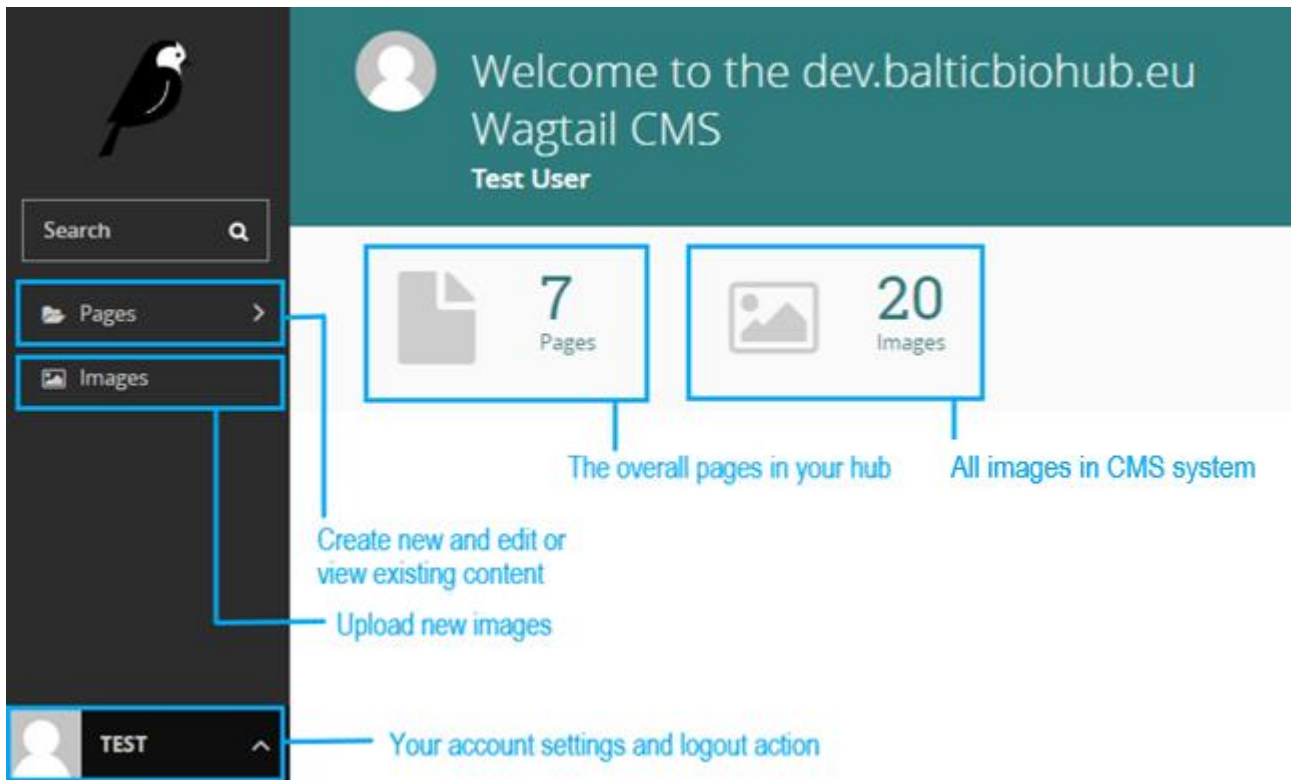 Welcome to the dev.balticbiohub.eu
Wagtail CMS
Test User
Search
Pages
Images
7
Pages
20
Images
The overall pages in your hub
All images in CMS system
Create new and edit or
view existing content
Upload new images
TEST
Your account settings and logout action